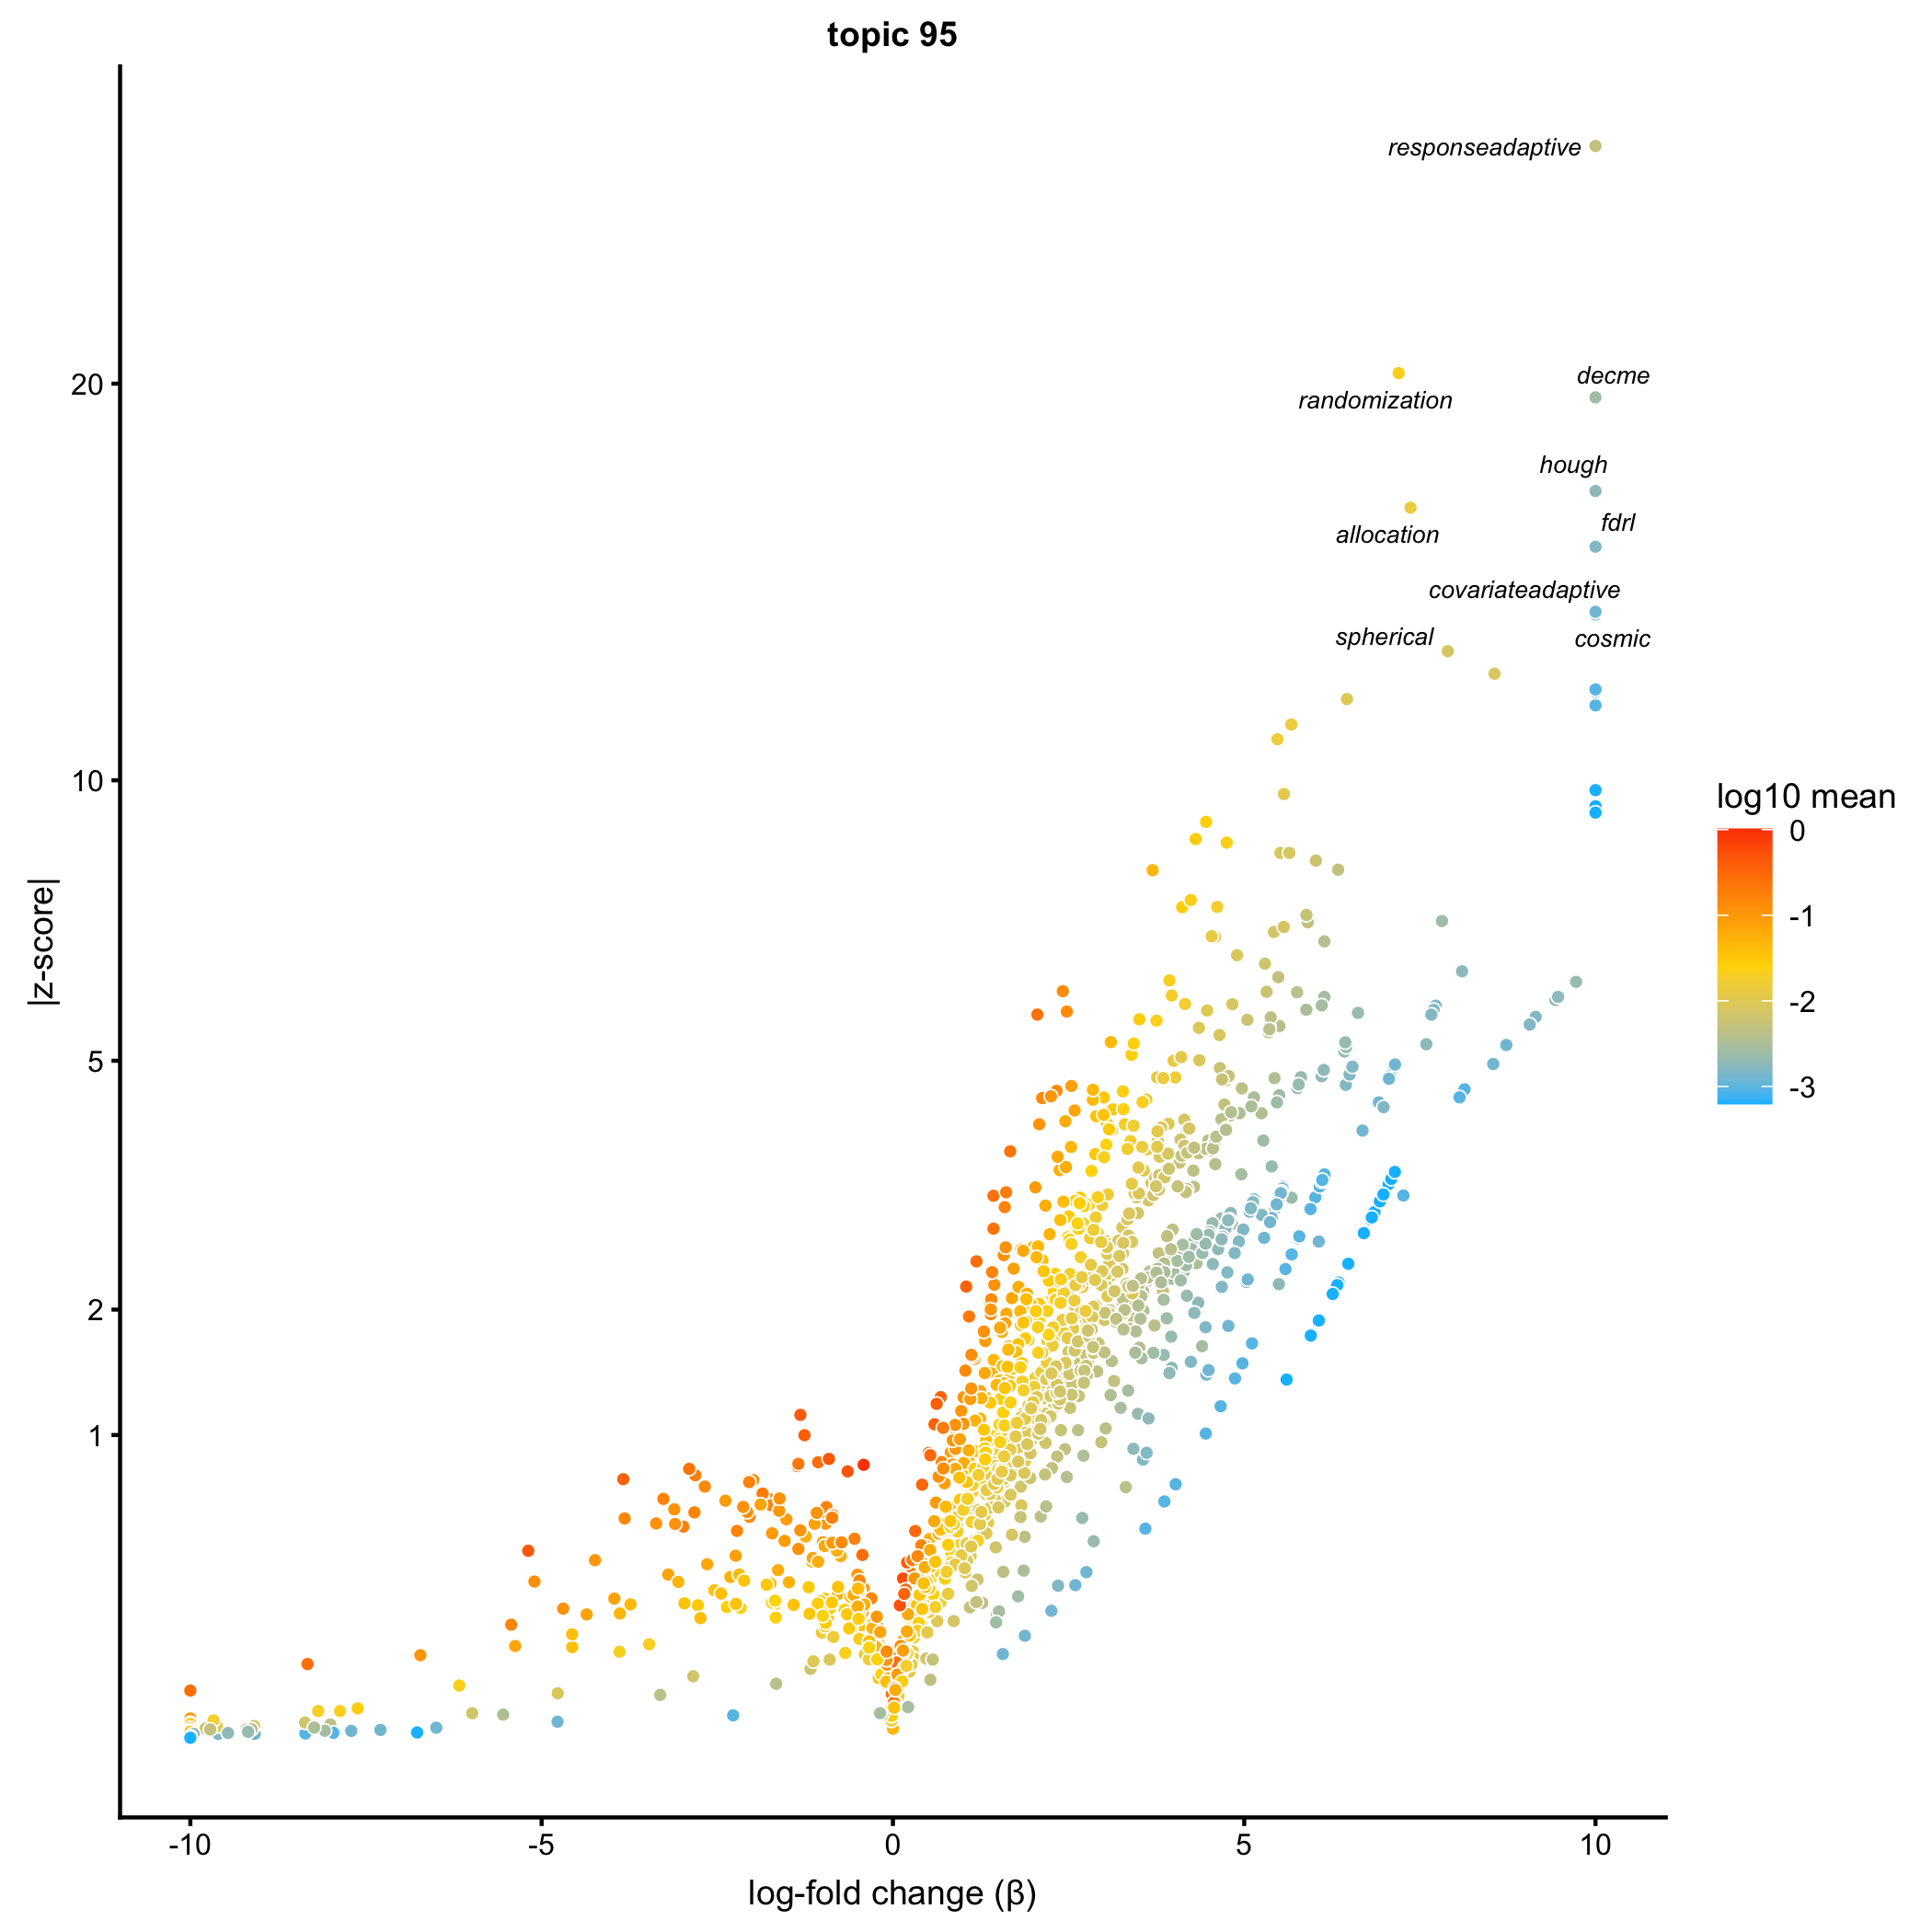 topic 95
responseadaptive
decme
randomization
hough
fdrl
allocation
covariateadaptive
spherical
cosmic
|z-score|
20
10
5
2
1
log10 mean
0
-1
-2
-3
-10
-5
0
5
10
log-fold change (β)